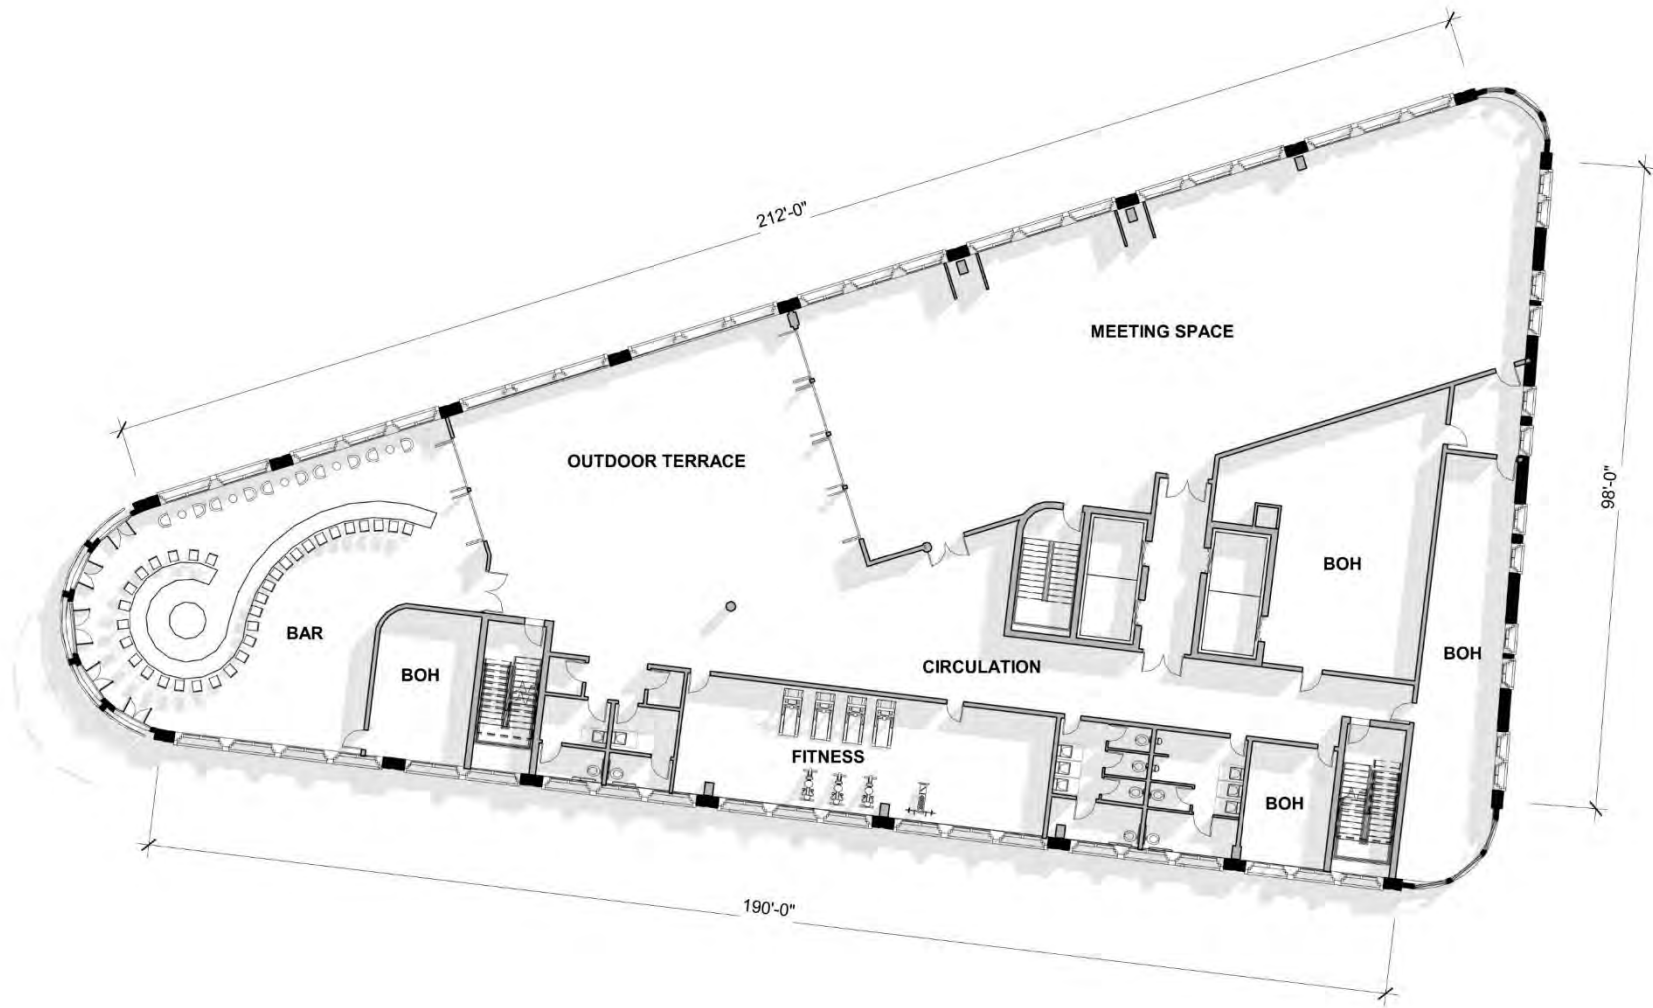 212'-0"
MEETING SPACE
OUTDOOR TERRACE
98'-0"
BOH
BAR
BOH
CIRCULATION
BOH
FITNESS
BOH
190'-0"